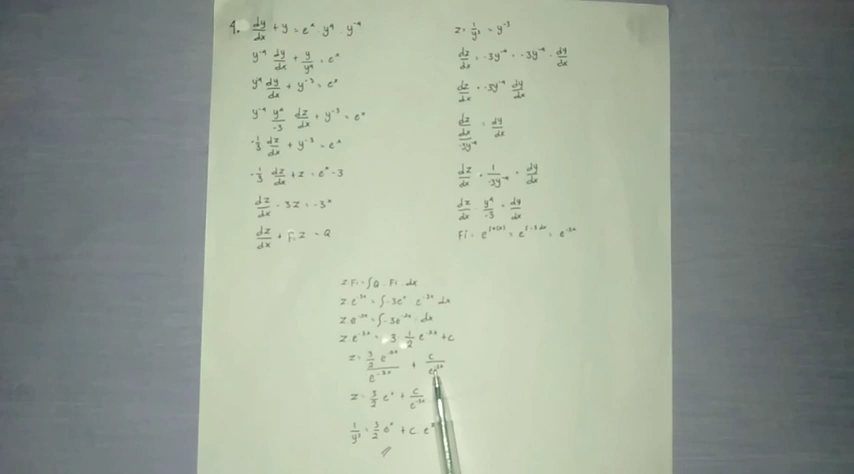 4. dy/dx + y = e^x · y^4 · y^-4
y^-4 dy/dx + y/y^4 = e^x
y^4 dy/dx + y^-3 = e^x
y^-4 y^4/-3 dz/dx + y^-3 = e^x
-1/3 dz/dx + y^-3 = e^x
-1/3 dz/dx + z = e^x · -3
dz/dx - 3z = -3^x
dz/dx + Fi z = Q
z = 1/y^3 = y^-3
dz/dx = -3y^-4 = -3y^-4 · dy/dx
dz/dx = -3y^-4 dy/dx
dz/dx / -3y^-4 = dy/dx
dz/dx · 1/-3y^-4 = dy/dx
dz/dx · y^4/-3 = dy/dx
Fi = e^∫P(x) = e^∫-3 dx = e^-3x
z Fi = ∫ Q · Fi · dx
z e^-3x = ∫ -3e^x e^-3x dx
z e^-3x = ∫ -3e^-2x · dx
z e^-3x = -3 · 1/2 e^-2x + c
z = 3/2 e^-2x / e^-3x + c / e^-3x
z = 3/2 e^x + c / e^-3x
1/y^3 = 3/2 e^x + c · e